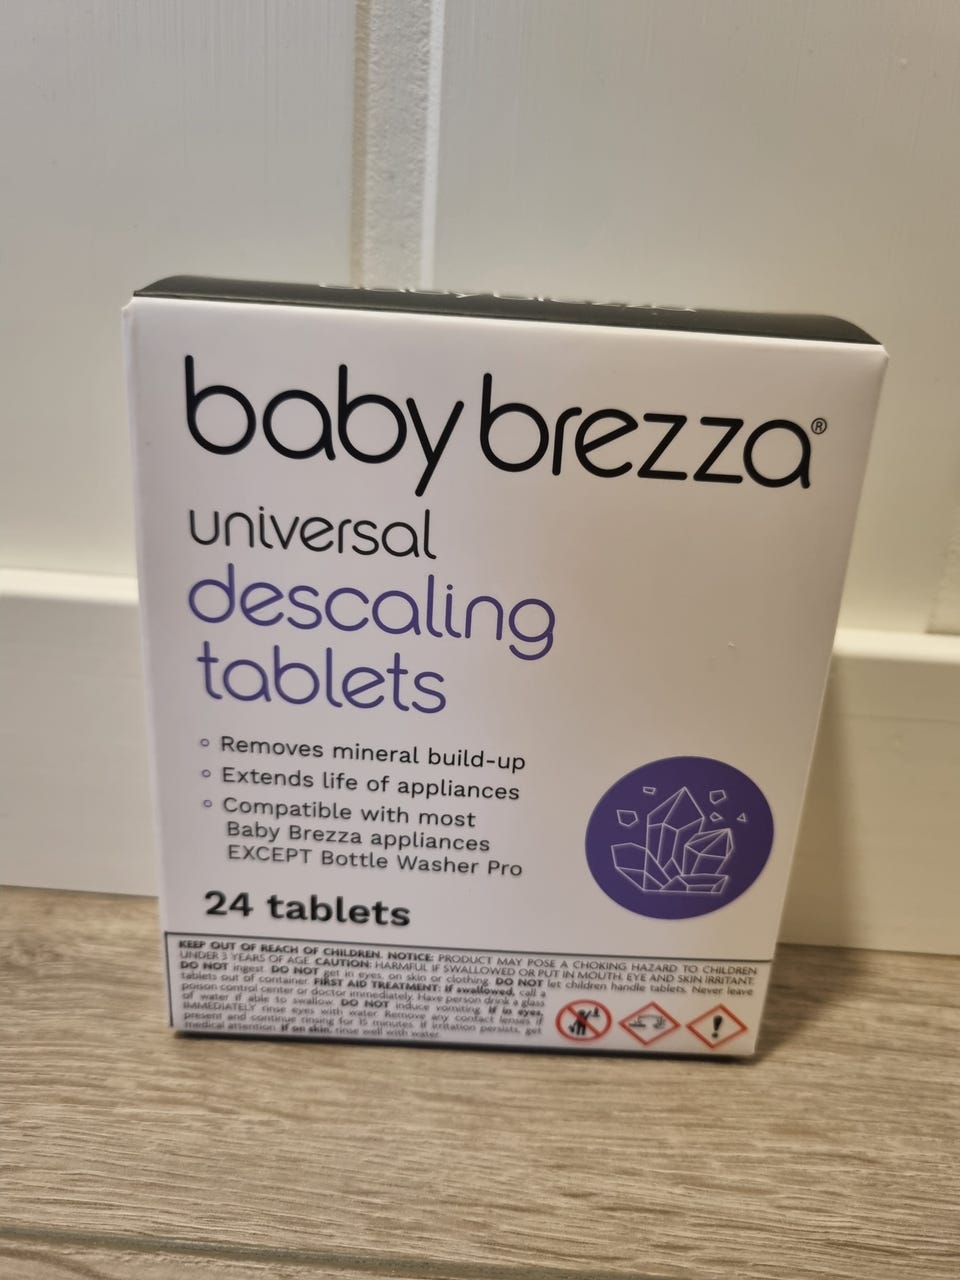 baby brezza®
universal
descaling
tablets
Removes mineral build-up
Extends life of appliances
Compatible with most
Baby Brezza appliances
EXCEPT Bottle Washer Pro
24 tablets
KEEP OUT OF REACH OF CHILDREN. NOTICE: PRODUCT MAY POSE A CHOKING HAZARD TO CHILDREN
UNDER 3 YEARS OF AGE. CAUTION: HARMFUL IF SWALLOWED OR PUT IN MOUTH. EYE AND SKIN IRRITANT.
DO NOT ingest. DO NOT get in eyes, on skin or clothing. DO NOT let children handle tablets. Never leave
tablets out of container. FIRST AID TREATMENT: If swallowed, call a
poison control center or doctor immediately. Have person drink a glass
of water if able to swallow. DO NOT induce vomiting. If in eyes,
IMMEDIATELY rinse eyes with water. Remove any contact lenses if
present and continue rinsing for 15 minutes. If irritation persists, get
medical attention. If on skin, rinse well with water.